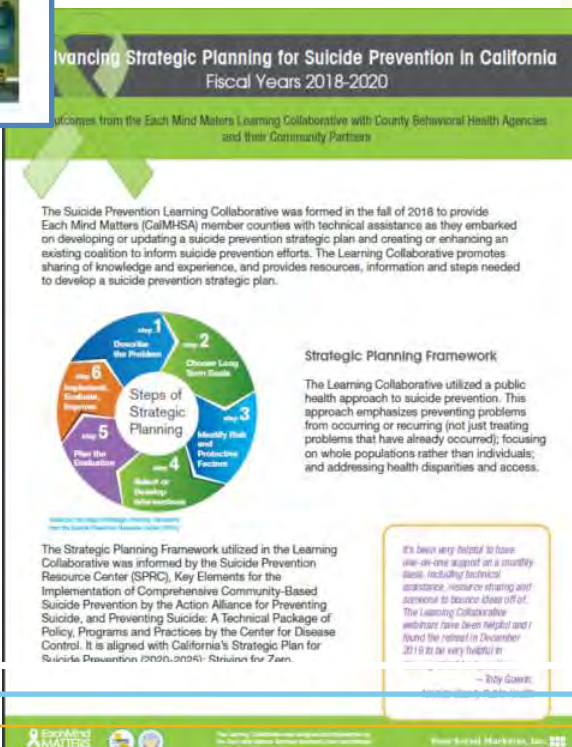 Strategic Planning for Suicide Prevention in California
Fiscal Years 2018-2020
from the Each Mind Matters Learning Collaborative with County Behavioral Health Agencies
and their Community Partners
The Suicide Prevention Learning Collaborative was formed in the fall of 2018 to provide
Each Mind Matters (CalMHSA) member counties with technical assistance as they embarked
on developing or updating a suicide prevention strategic plan and creating or enhancing an
existing coalition to inform suicide prevention efforts. The Learning Collaborative promotes
sharing of knowledge and experience, and provides resources, information and steps needed
to develop a suicide prevention strategic plan.
step 1
Describe
the Problem
step 2
Choose Long
Term Goals
step 3
Identify Risk
and
Protective
Factors
step 4
Select or
Develop
Interventions
step 5
Plan the
Evaluation
step 6
Implement,
Evaluate,
Improve
Steps of
Strategic
Planning
Strategic Planning Framework
The Learning Collaborative utilized a public
health approach to suicide prevention. This
approach emphasizes preventing problems
from occurring or recurring (not just treating
problems that have already occurred); focusing
on whole populations rather than individuals;
and addressing health disparities and access.
The Strategic Planning Framework utilized in the Learning
Collaborative was informed by the Suicide Prevention
Resource Center (SPRC), Key Elements for the
Implementation of Comprehensive Community-Based
Suicide Prevention by the Action Alliance for Preventing
Suicide, and Preventing Suicide: A Technical Package of
Policy, Programs and Practices by the Center for Disease
Control. It is aligned with California's Strategic Plan for
Suicide Prevention (2020-2025): Striving for Zero
It's been very helpful to have
one-on-one support on a monthly
basis, including technical
assistance, resource sharing and
someone to bounce ideas off of.
The Learning Collaborative
webinars have been helpful and I
found the retreat in December
2019 to be very helpful in
– Toby
EachMind
MATTERS
Your Social Marketer, Inc.